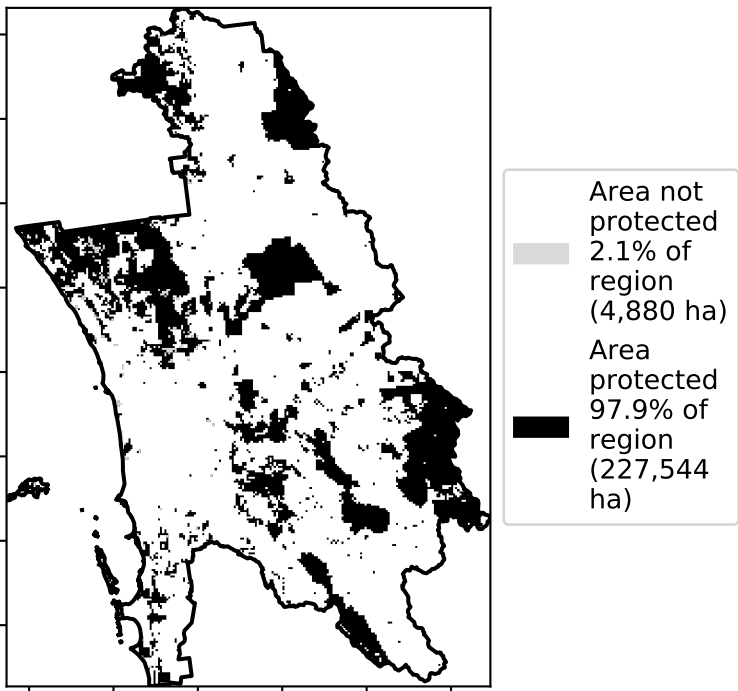 Area not
protected
2.1% of
region
(4,880 ha)
Area
protected
97.9% of
region
(227,544
ha)